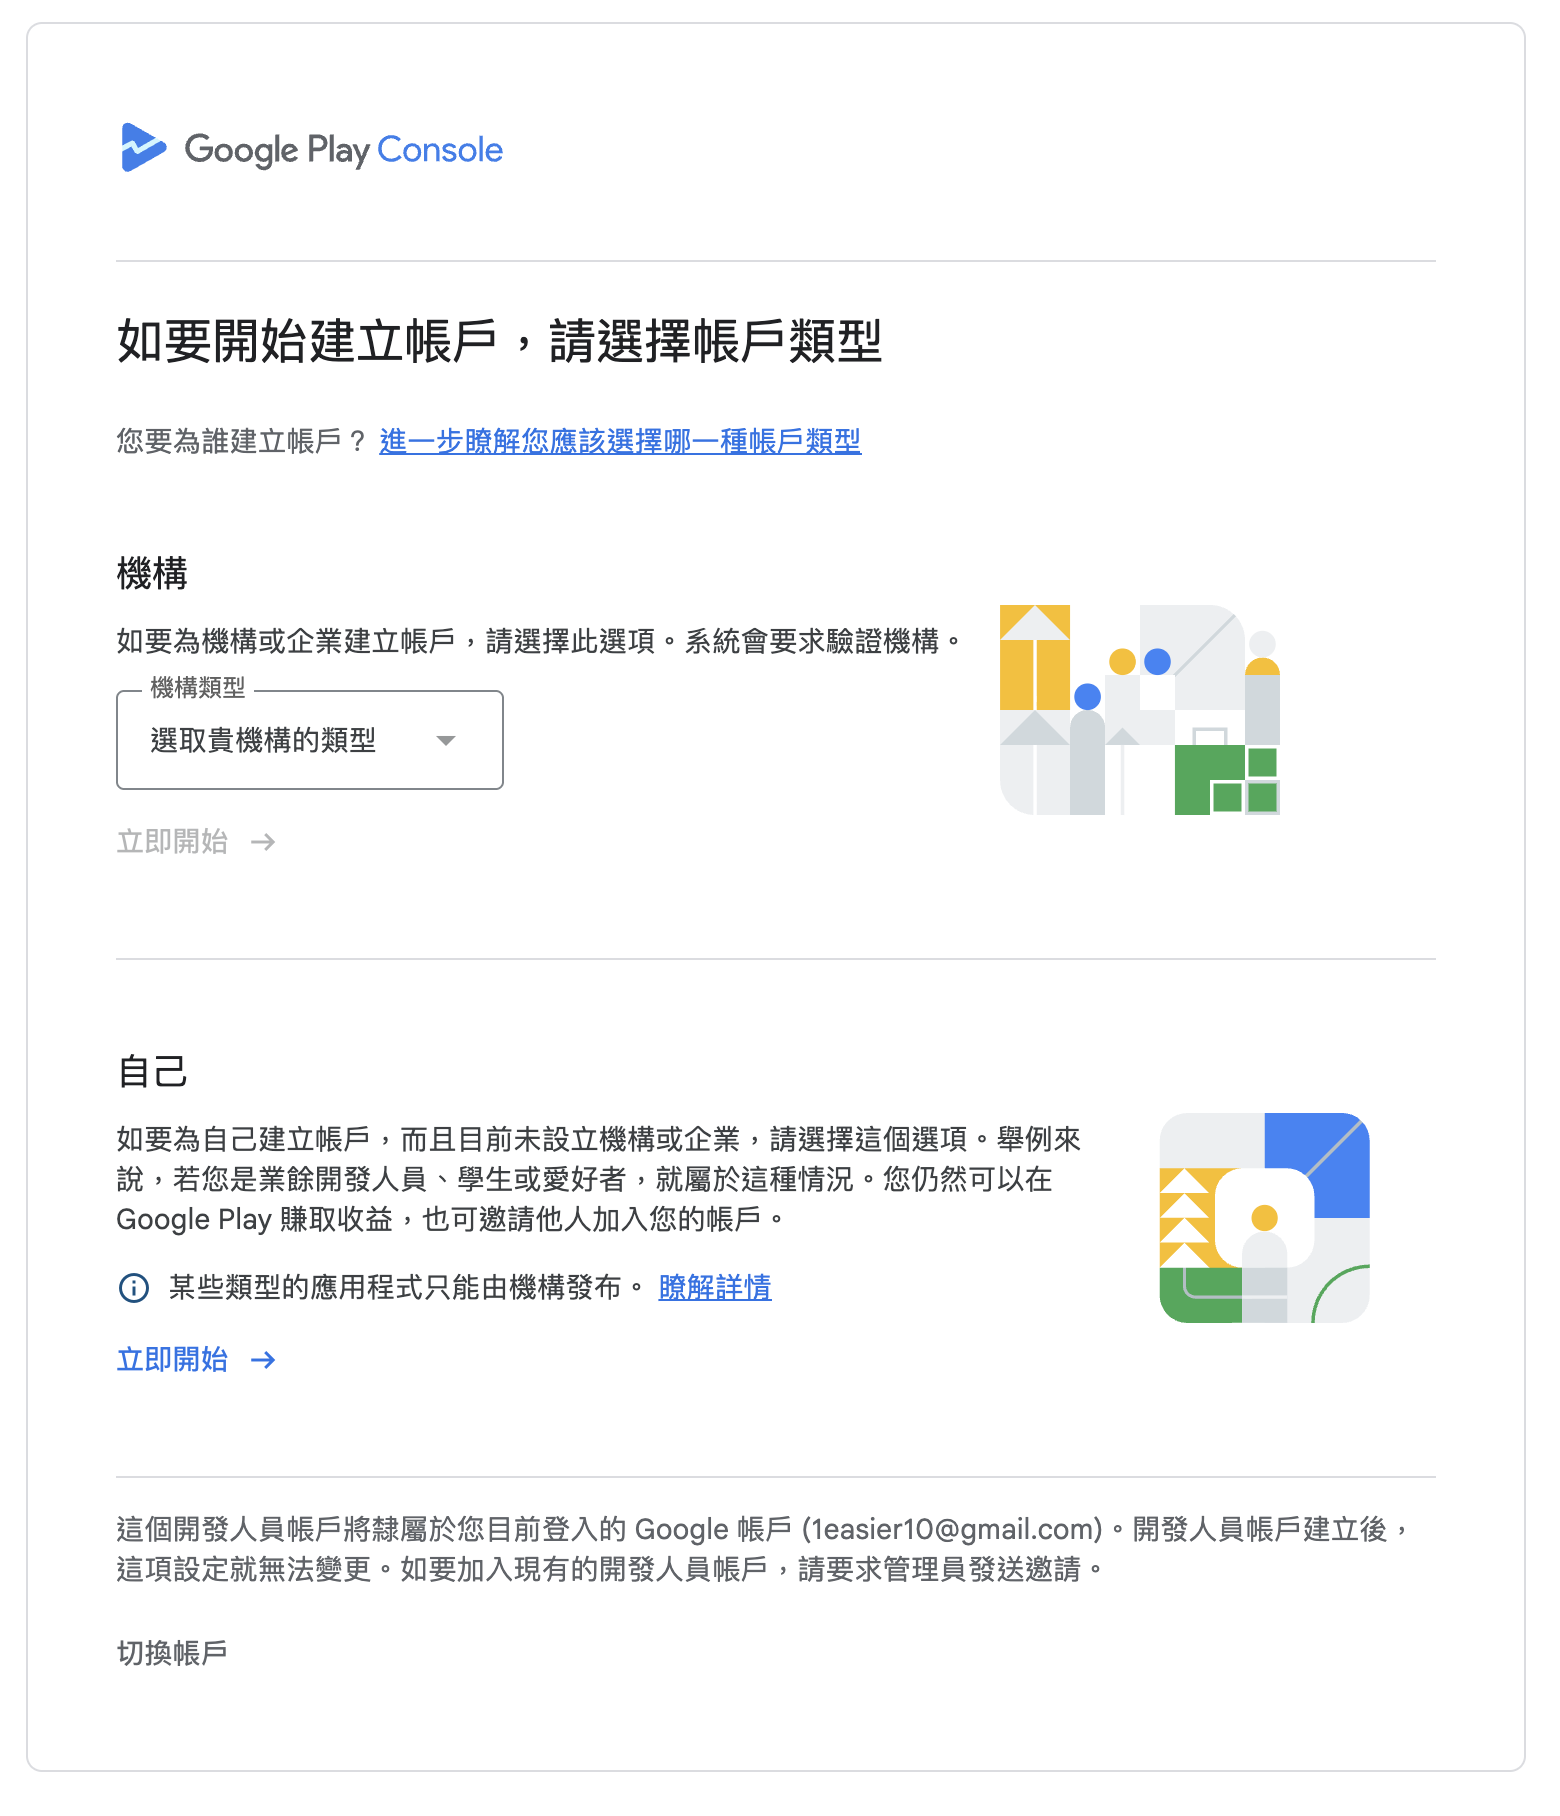 Google Play Console
如要開始建立帳戶，請選擇帳戶類型
您要為誰建立帳戶？ 進一步瞭解您應該選擇哪一種帳戶類型
機構
如要為機構或企業建立帳戶，請選擇此選項。系統會要求驗證機構。
機構類型
選取貴機構的類型
立即開始 →
自己
如要為自己建立帳戶，而且目前未設立機構或企業，請選擇這個選項。舉例來
說，若您是業餘開發人員、學生或愛好者，就屬於這種情況。您仍然可以在
Google Play 賺取收益，也可邀請他人加入您的帳戶。
某些類型的應用程式只能由機構發布。 瞭解詳情
立即開始 →
這個開發人員帳戶將隸屬於您目前登入的 Google 帳戶 (1easier10@gmail.com)。開發人員帳戶建立後，
這項設定就無法變更。如要加入現有的開發人員帳戶，請要求管理員發送邀請。
切換帳戶